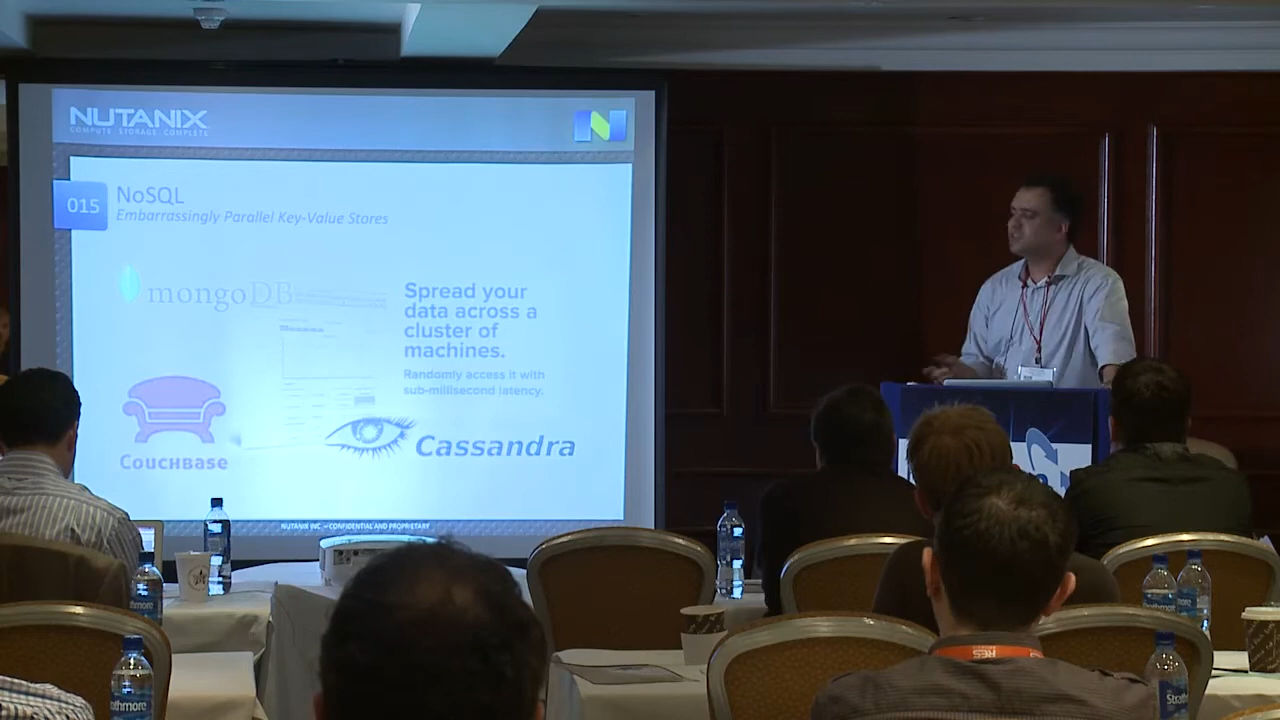 NUTANIX
COMPUTE. STORAGE. COMPLETE.
015
NoSQL
Embarrassingly Parallel Key-Value Stores
mongoDB
Spread your
data across a
cluster of
machines.
Randomly access it with
sub-millisecond latency.
COUCHBASE
Cassandra
NUTANIX INC. – CONFIDENTIAL AND PROPRIETARY
Strathmore